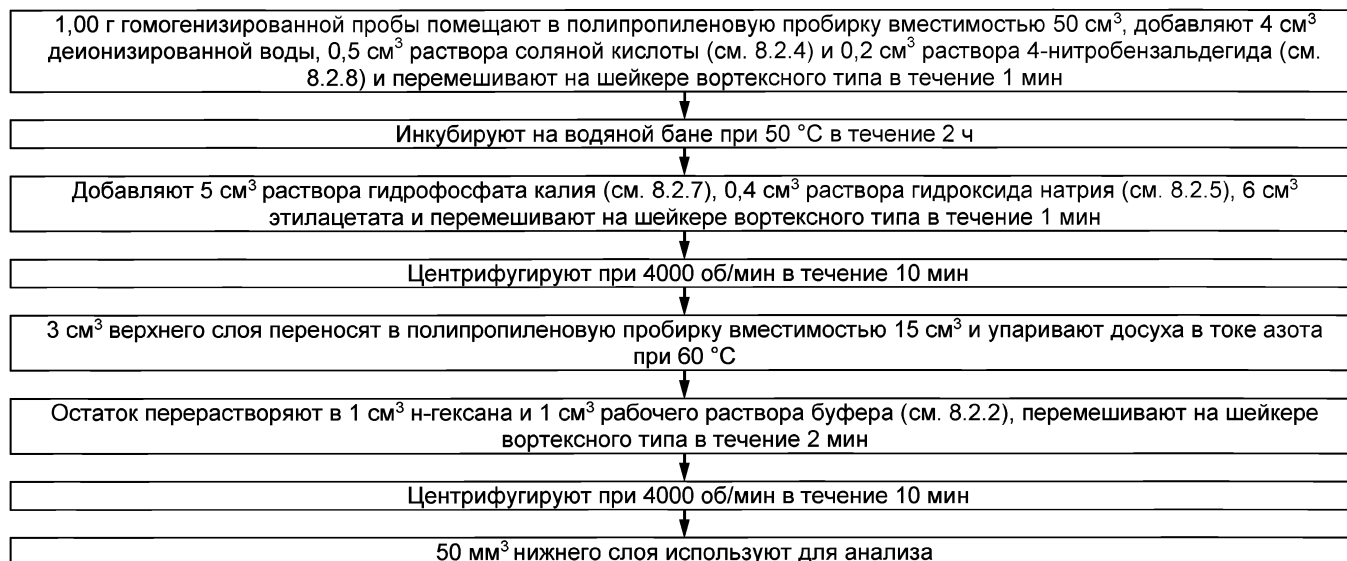 1,00 г гомогенизированной пробы помещают в полипропиленовую пробирку вместимостью 50 см³, добавляют 4 см³
деионизированной воды, 0,5 см³ раствора соляной кислоты (см. 8.2.4) и 0,2 см³ раствора 4-нитробензальдегида (см.
8.2.8) и перемешивают на шейкере вортексного типа в течение 1 мин
Инкубируют на водяной бане при 50 °С в течение 2 ч
Добавляют 5 см³ раствора гидрофосфата калия (см. 8.2.7), 0,4 см³ раствора гидроксида натрия (см. 8.2.5), 6 см³
этилацетата и перемешивают на шейкере вортексного типа в течение 1 мин
Центрифугируют при 4000 об/мин в течение 10 мин
3 см³ верхнего слоя переносят в полипропиленовую пробирку вместимостью 15 см³ и упаривают досуха в токе азота
при 60 °С
Остаток перерастворяют в 1 см³ н-гексана и 1 см³ рабочего раствора буфера (см. 8.2.2), перемешивают на шейкере
вортексного типа в течение 2 мин
Центрифугируют при 4000 об/мин в течение 10 мин
50 мм³ нижнего слоя используют для анализа